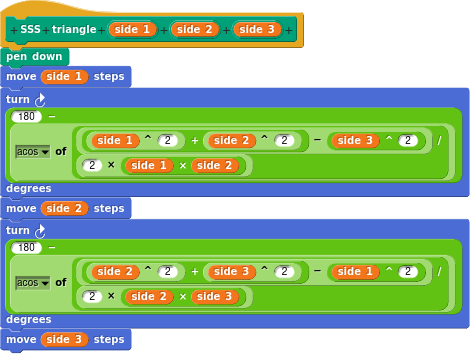 + SSS + triangle + side 1 + side 2 + side 3 +
pen down
move side 1 steps
turn
180 −
acos of side 1 ^ 2 + side 2 ^ 2 − side 3 ^ 2 /
2 × side 1 × side 2
degrees
move side 2 steps
turn
180 −
acos of side 2 ^ 2 + side 3 ^ 2 − side 1 ^ 2 /
2 × side 2 × side 3
degrees
move side 3 steps